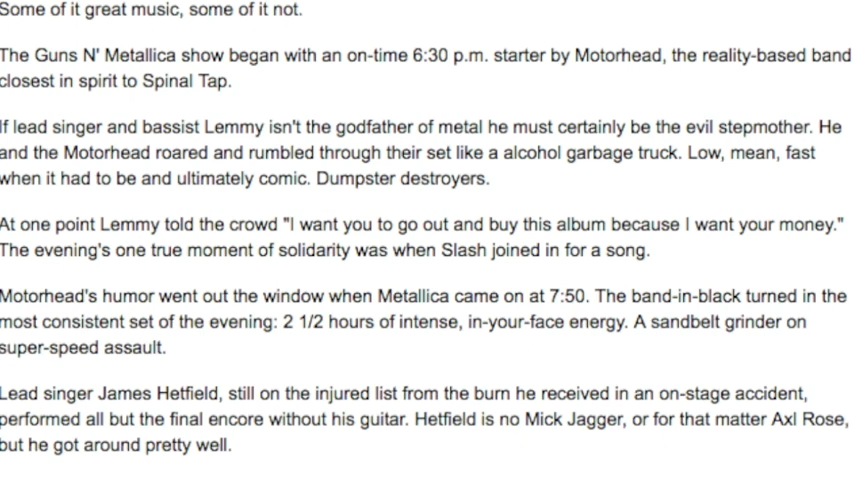 Some of it great music, some of it not.
The Guns N' Metallica show began with an on-time 6:30 p.m. starter by Motorhead, the reality-based band
closest in spirit to Spinal Tap.
If lead singer and bassist Lemmy isn't the godfather of metal he must certainly be the evil stepmother. He
and the Motorhead roared and rumbled through their set like a alcohol garbage truck. Low, mean, fast
when it had to be and ultimately comic. Dumpster destroyers.
At one point Lemmy told the crowd "I want you to go out and buy this album because I want your money."
The evening's one true moment of solidarity was when Slash joined in for a song.
Motorhead's humor went out the window when Metallica came on at 7:50. The band-in-black turned in the
most consistent set of the evening: 2 1/2 hours of intense, in-your-face energy. A sandbelt grinder on
super-speed assault.
Lead singer James Hetfield, still on the injured list from the burn he received in an on-stage accident,
performed all but the final encore without his guitar. Hetfield is no Mick Jagger, or for that matter Axl Rose,
but he got around pretty well.